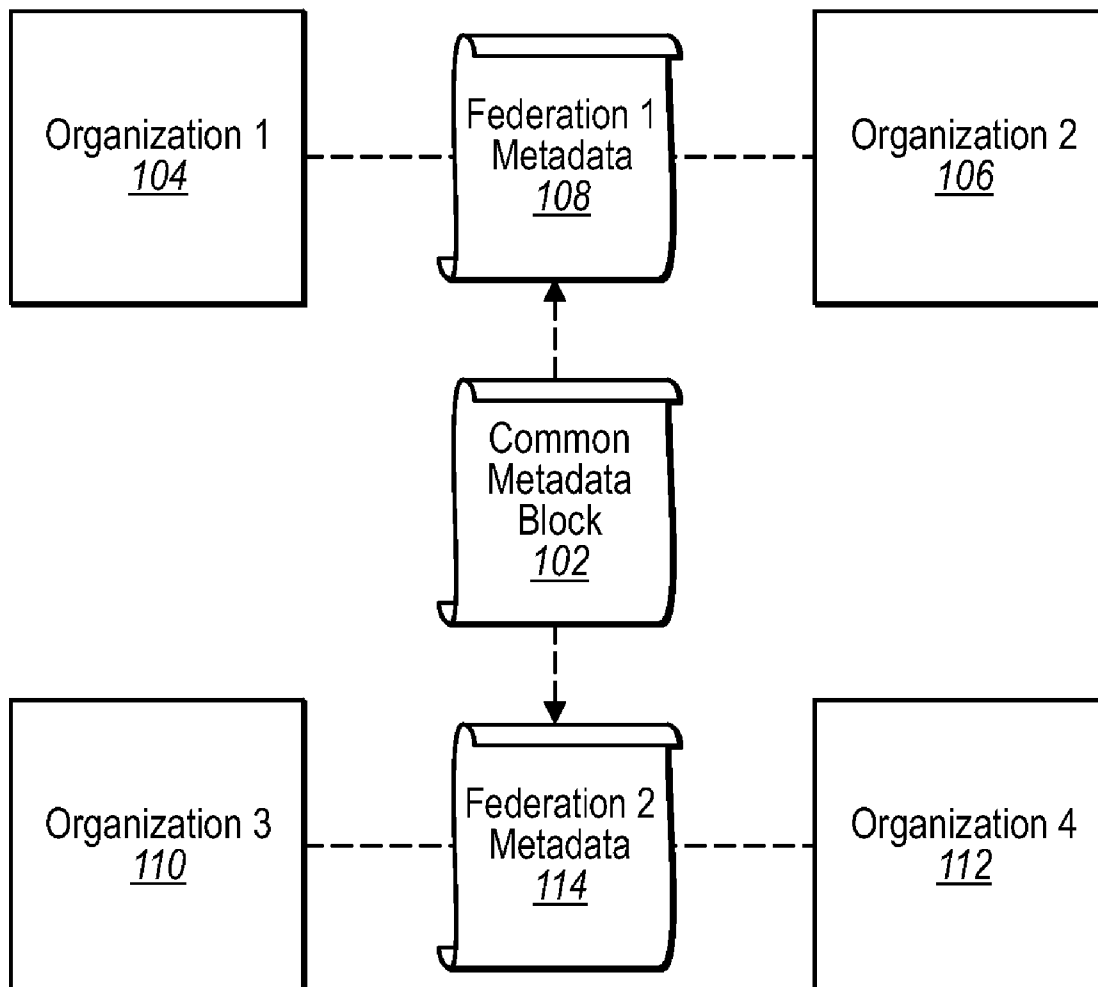 Organization 1
104
Federation 1
Metadata
108
Organization 2
106
Common
Metadata
Block
102
Organization 3
110
Federation 2
Metadata
114
Organization 4
112